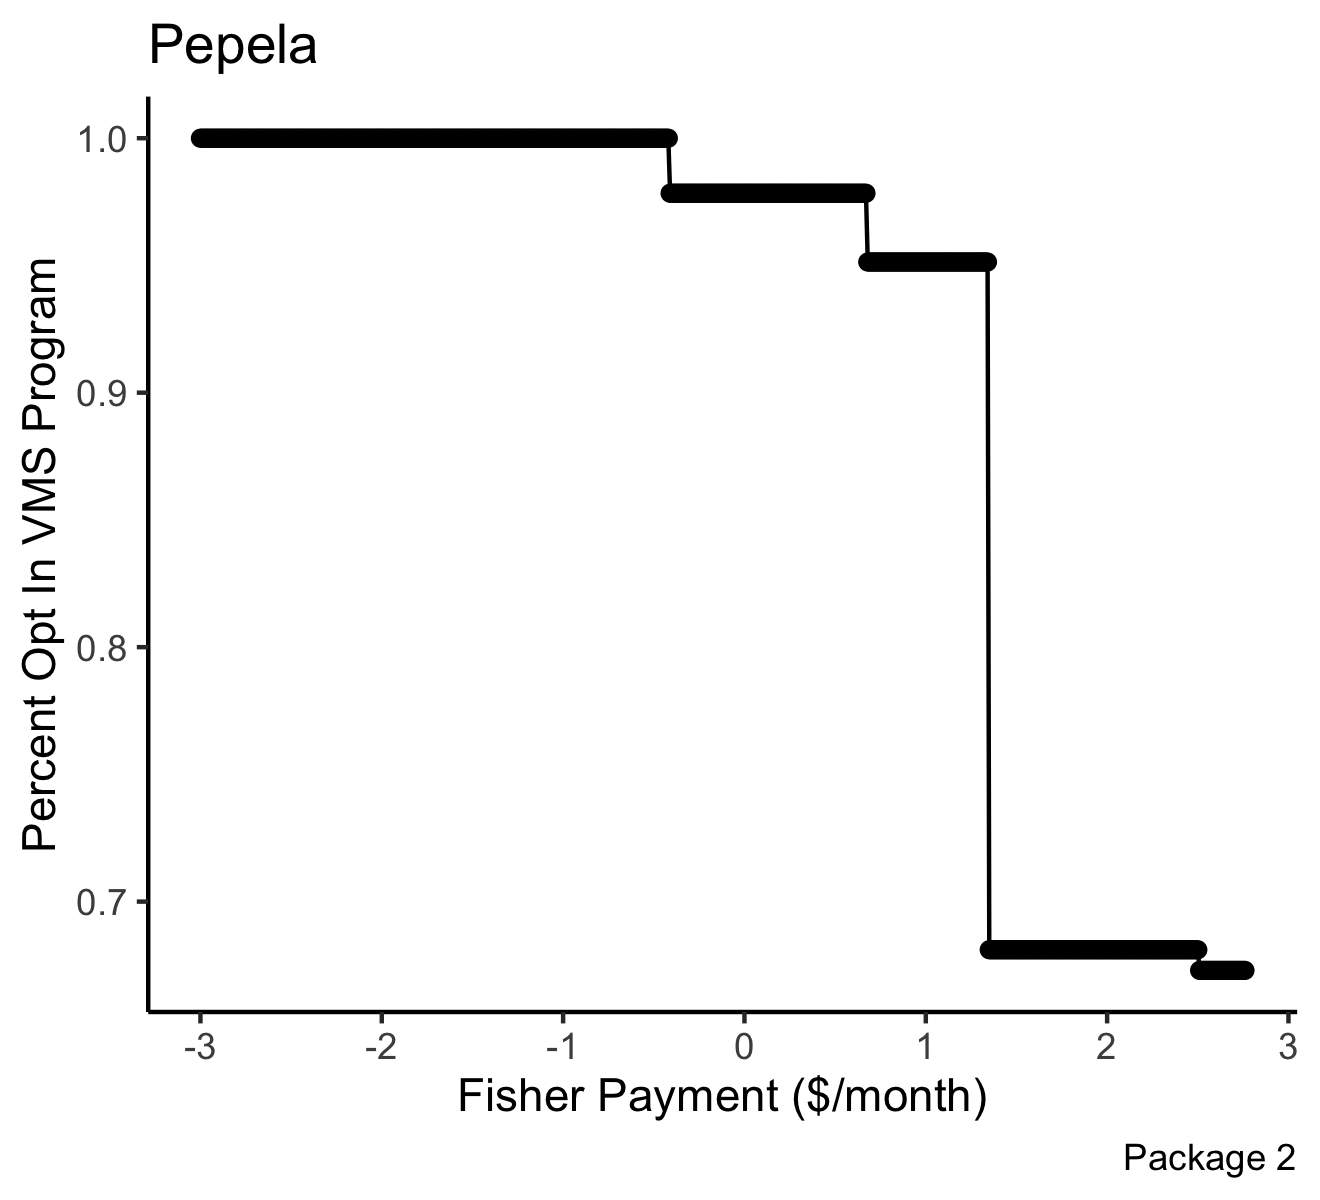 Pepela
Percent Opt In VMS Program
1.0
0.9
0.8
0.7
-3 -2 -1 0 1 2 3
Fisher Payment ($/month)
Package 2